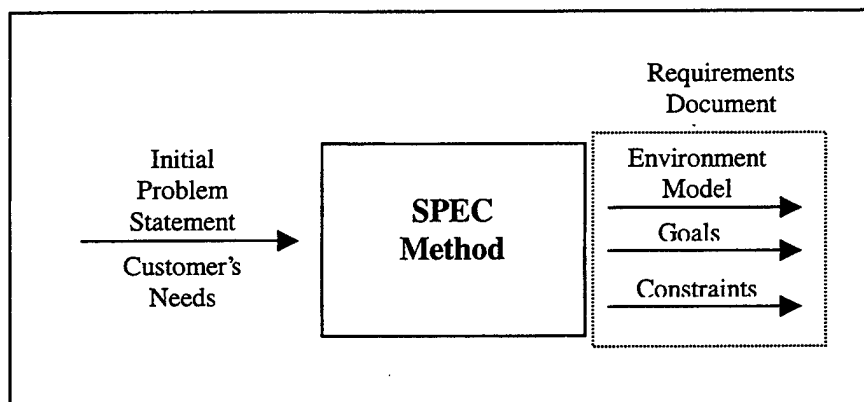 Requirements
Document
Initial
Problem
Statement
Customer's
Needs
SPEC
Method
Environment
Model
Goals
Constraints